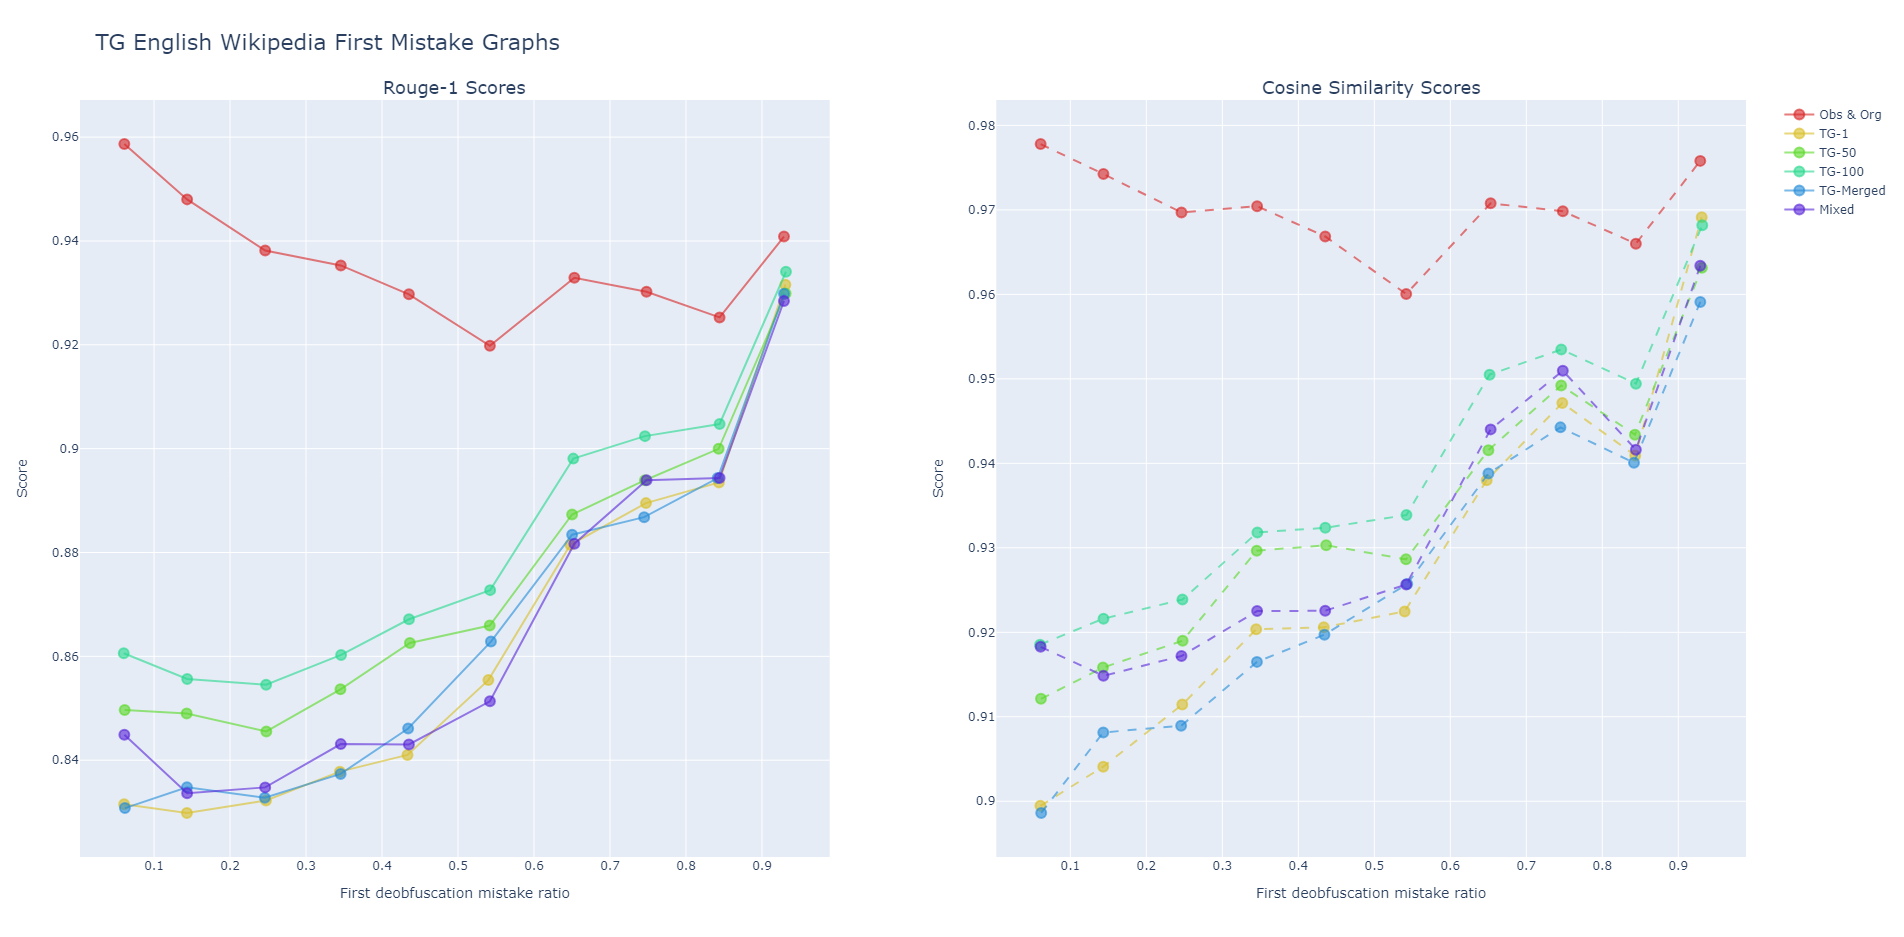 TG English Wikipedia First Mistake Graphs
Rouge-1 Scores
0.96
0.94
0.92
0.9
0.88
0.86
0.84
Score
0.1 0.2 0.3 0.4 0.5 0.6 0.7 0.8 0.9
First deobfuscation mistake ratio
Cosine Similarity Scores
0.98
0.97
0.96
0.95
0.94
0.93
0.92
0.91
0.9
Score
0.1 0.2 0.3 0.4 0.5 0.6 0.7 0.8 0.9
First deobfuscation mistake ratio
Obs & Org
TG-1
TG-50
TG-100
TG-Merged
Mixed